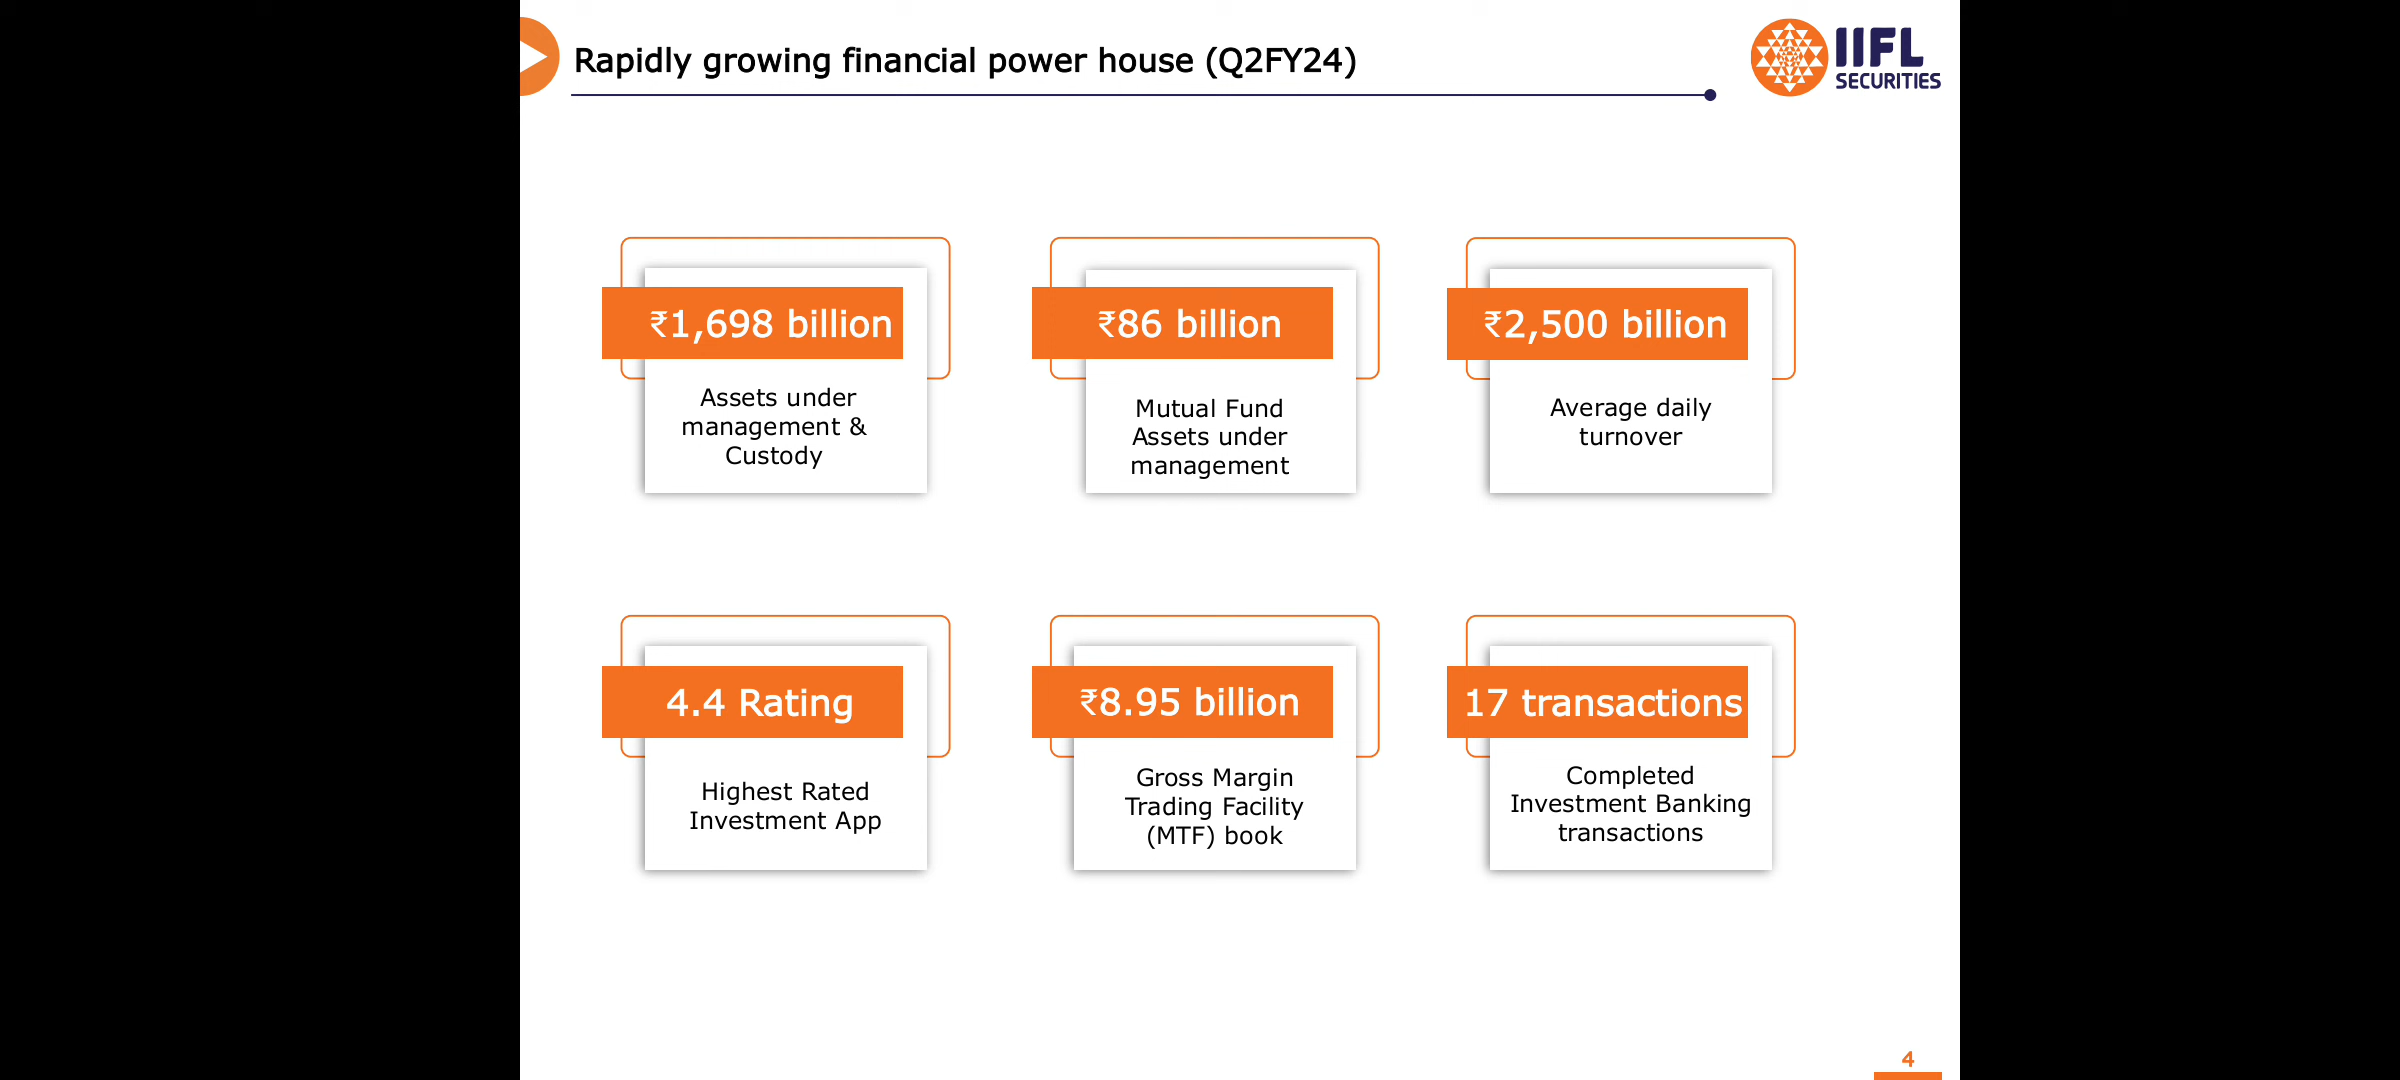 Rapidly growing financial power house (Q2FY24)
IIFL
SECURITIES
₹1,698 billion
Assets under
management &
Custody
₹86 billion
Mutual Fund
Assets under
management
₹2,500 billion
Average daily
turnover
4.4 Rating
Highest Rated
Investment App
₹8.95 billion
Gross Margin
Trading Facility
(MTF) book
17 transactions
Completed
Investment Banking
transactions
4